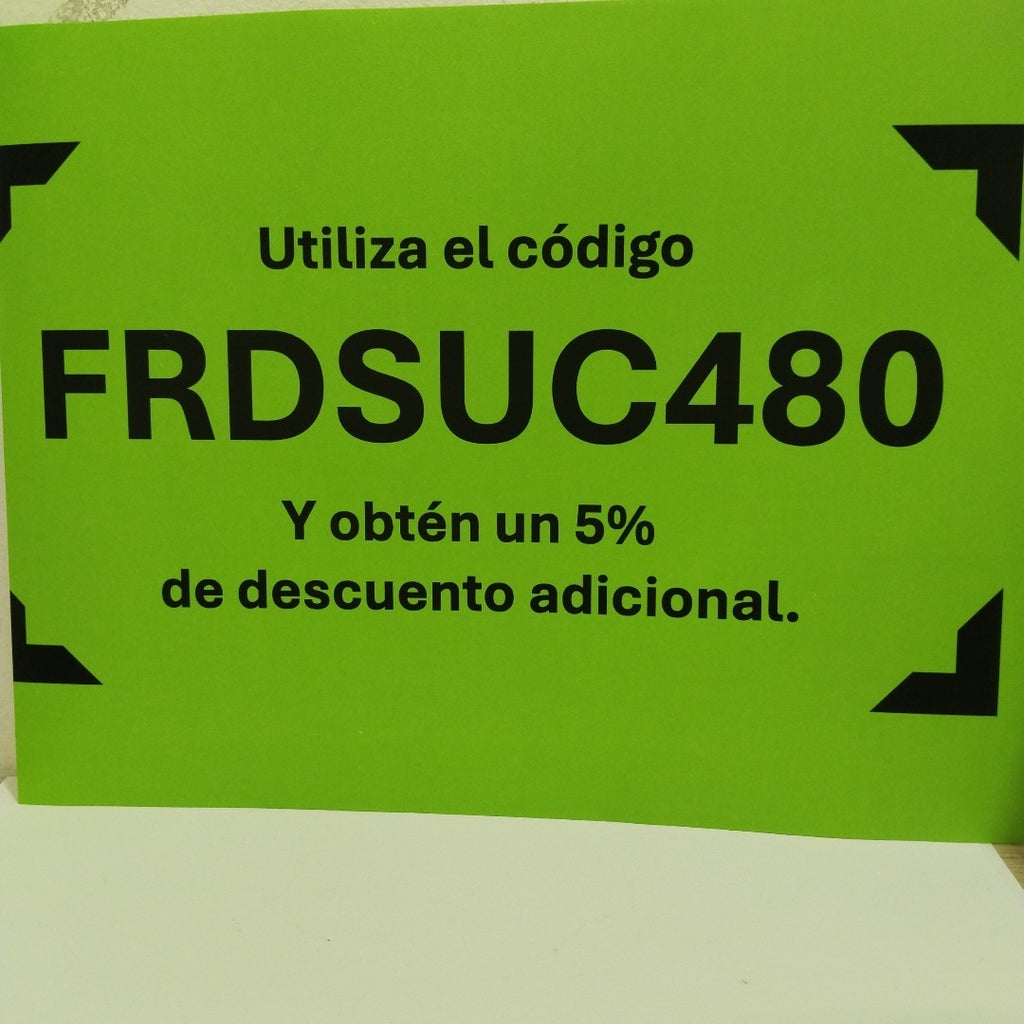 Utiliza el código
FRDSUC480
Y obtén un 5%
de descuento adicional.